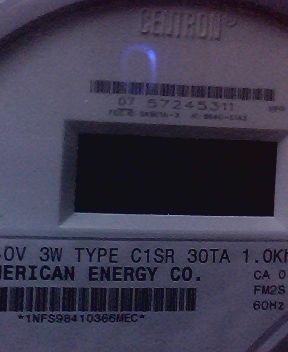 CENTRON
07 57245311
0V 3W TYPE C1SR 30TA 1.0K
MERICAN ENERGY CO.
CA 0
FM2S
60Hz
*1NFS98410366MEC*